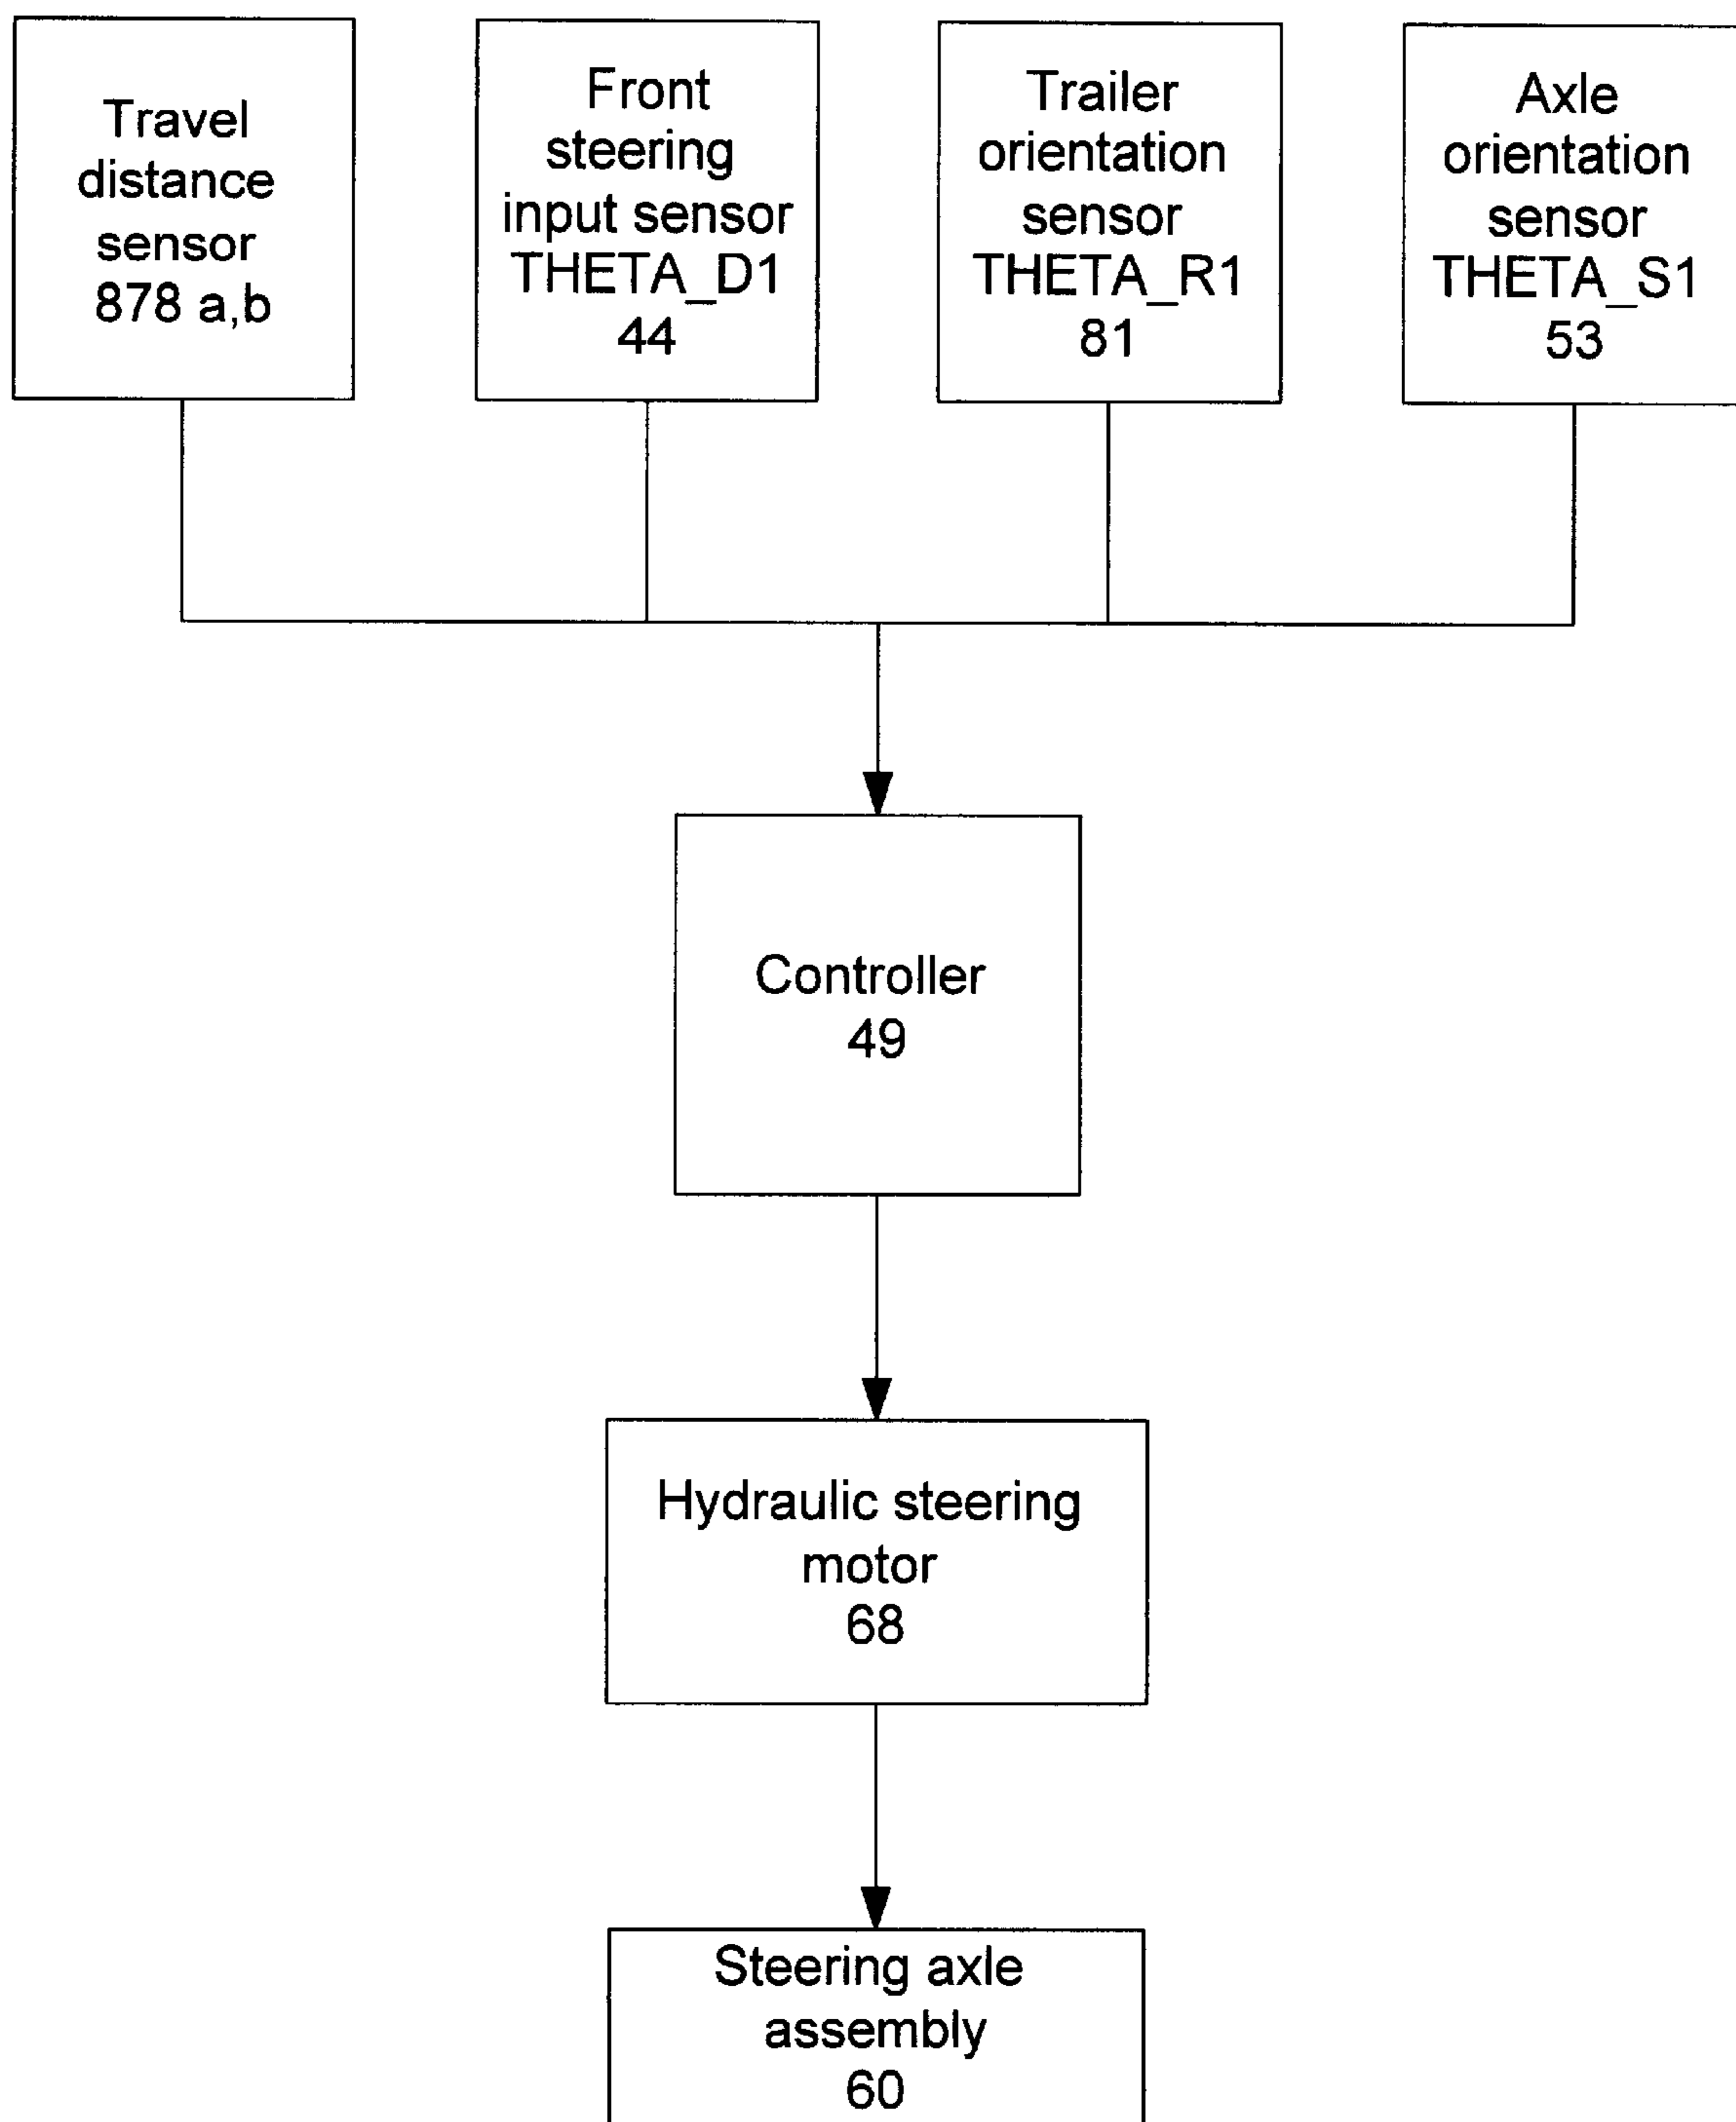 Travel
distance
sensor
878 a,b
Front
steering
input sensor
THETA_D1
44
Trailer
orientation
sensor
THETA_R1
81
Axle
orientation
sensor
THETA_S1
53
Controller
49
Hydraulic steering
motor
68
Steering axle
assembly
60